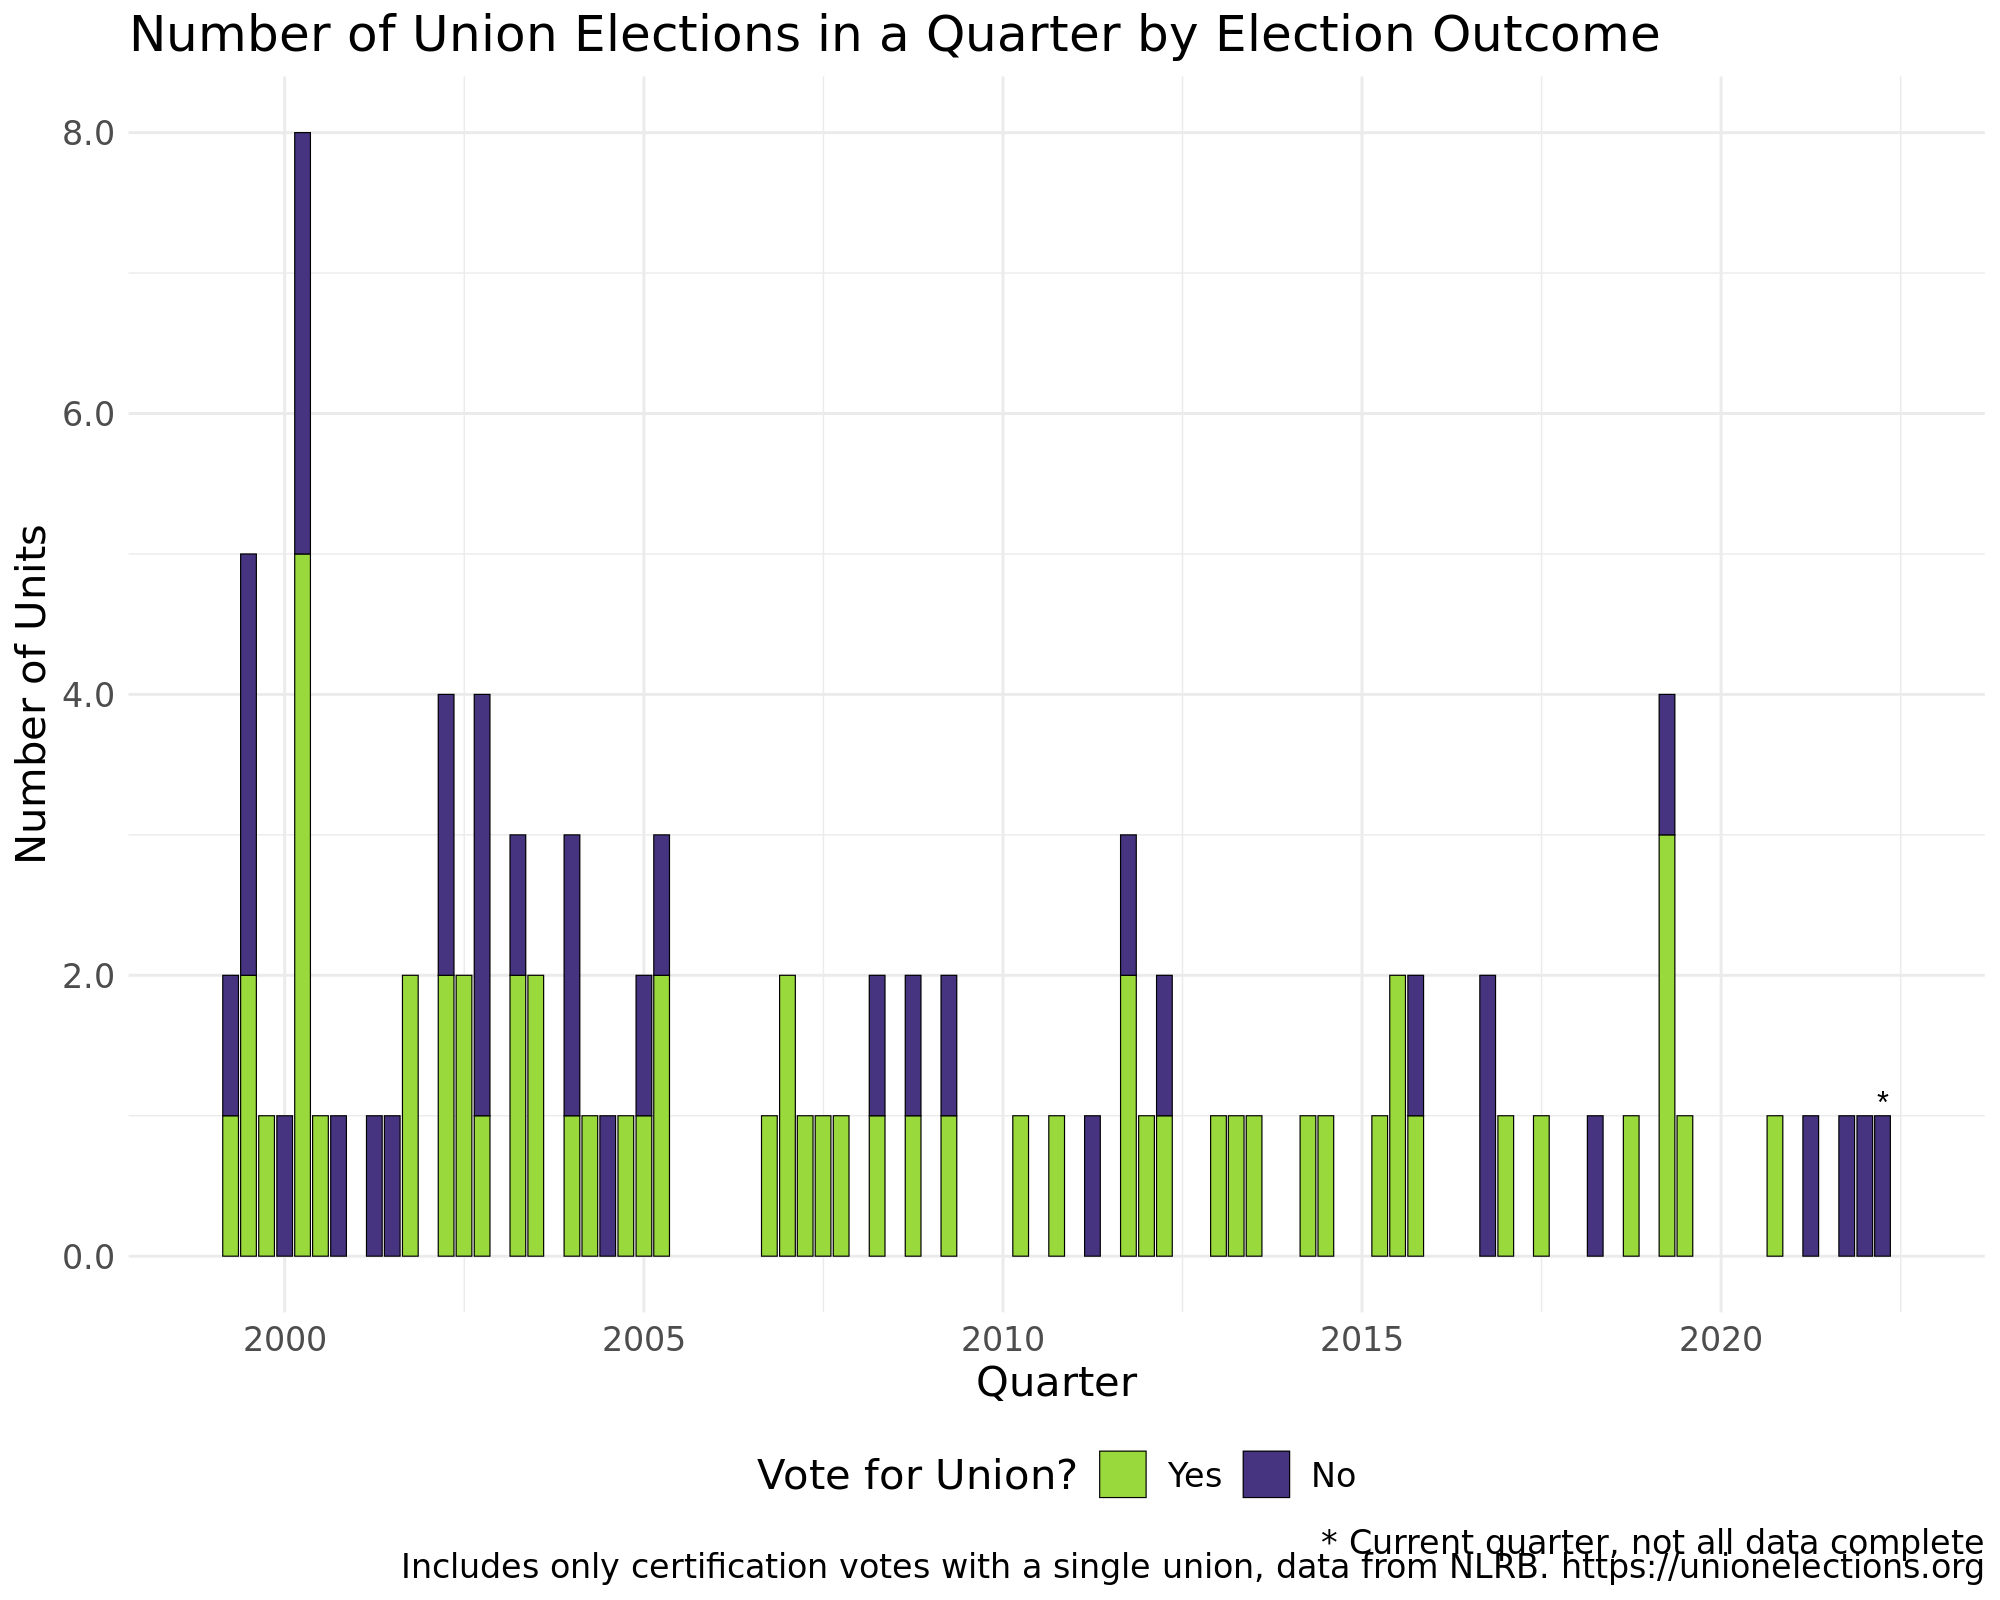 Number of Union Elections in a Quarter by Election Outcome
8.0
6.0
4.0
2.0
0.0
Number of Units
*
2000 2005 2010 2015 2020
Quarter
Vote for Union? Yes No
* Current quarter, not all data complete
Includes only certification votes with a single union, data from NLRB. https://unionelections.org